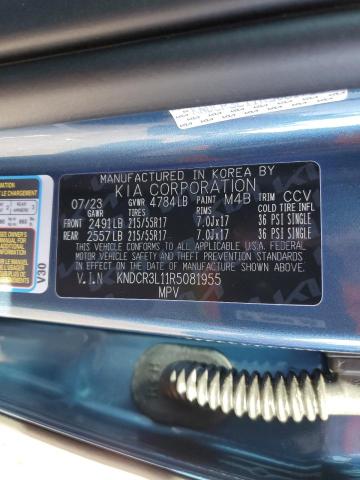 MANUFACTURED IN KOREA BY
KIA CORPORATION
07/23 GVWR 4784LB PAINT M4B TRIM CCV
GAWR TIRES RIMS COLD TIRE INFL
FRONT 2491LB 215/55R17 7.0Jx17 36 PSI SINGLE
REAR 2557LB 215/55R17 7.0Jx17 36 PSI SINGLE
THIS VEHICLE CONFORMS TO ALL APPLICABLE U.S.A. FEDERAL
MOTOR VEHICLE SAFETY AND THEFT PREVENTION STANDARDS
IN EFFECT ON THE DATE OF MANUFACTURE SHOWN ABOVE.
V.I.N KNDCR3L11R5081955
MPV
V30
LE CHARGEMENT